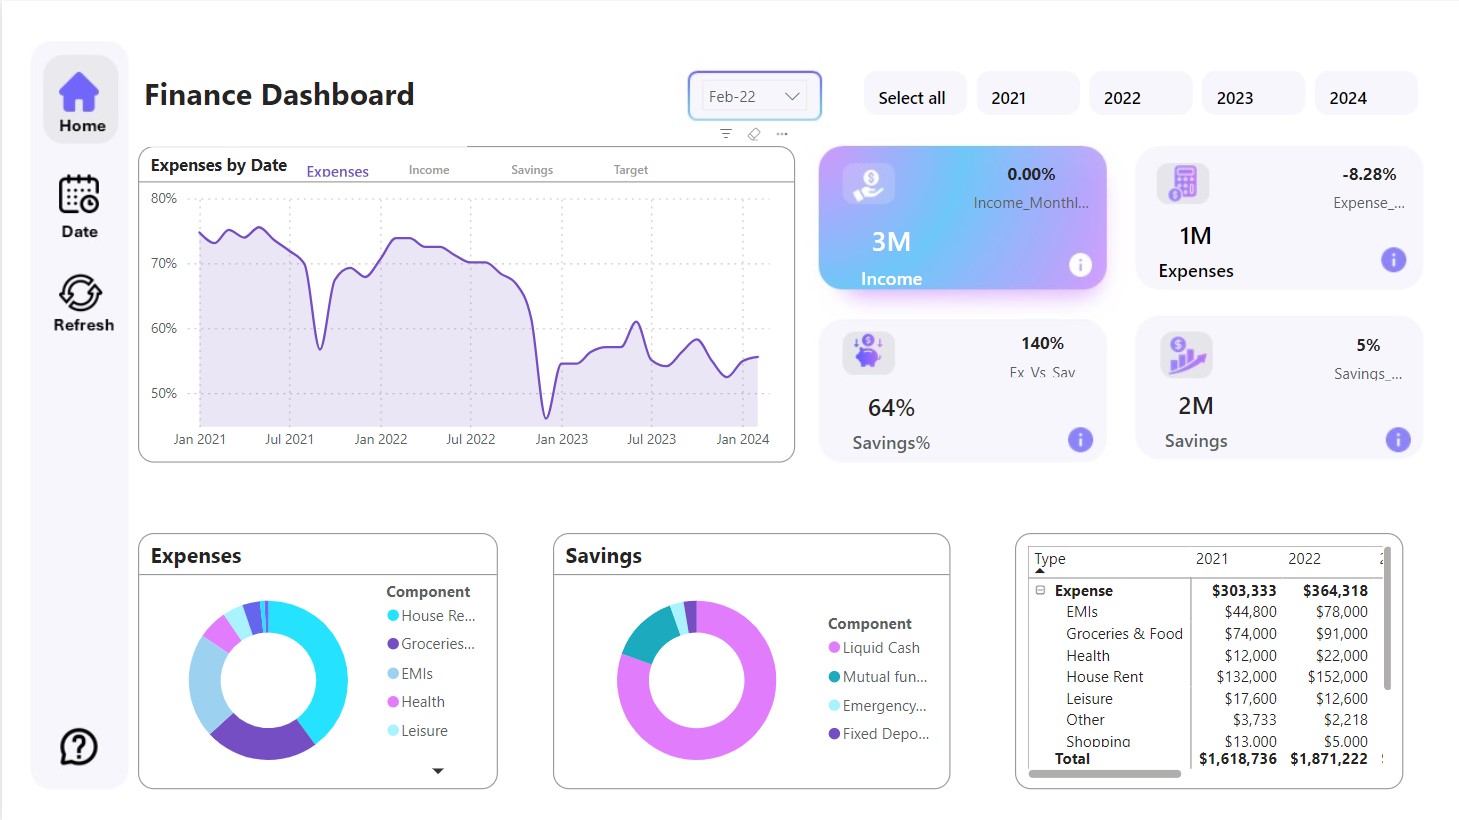 Home
Date
Refresh
Finance Dashboard
Feb-22
Select all
2021
2022
2023
2024
Expenses by Date
Expenses
Income
Savings
Target
80%
70%
60%
50%
Jan 2021
Jul 2021
Jan 2022
Jul 2022
Jan 2023
Jul 2023
Jan 2024
0.00%
Income_Monthl...
3M
Income
-8.28%
Expense_...
1M
Expenses
140%
Ex_Vs_Sav
64%
Savings%
5%
Savings_...
2M
Savings
Expenses
Component
House Re...
Groceries...
EMIs
Health
Leisure
Savings
Component
Liquid Cash
Mutual fun...
Emergency...
Fixed Depo...
Type 2021 2022
Expense $303,333 $364,318
EMIs $44,800 $78,000
Groceries & Food $74,000 $91,000
Health $12,000 $22,000
House Rent $132,000 $152,000
Leisure $17,600 $12,600
Other $3,733 $2,218
Shopping $13,000 $5,000
Total $1,618,736 $1,871,222